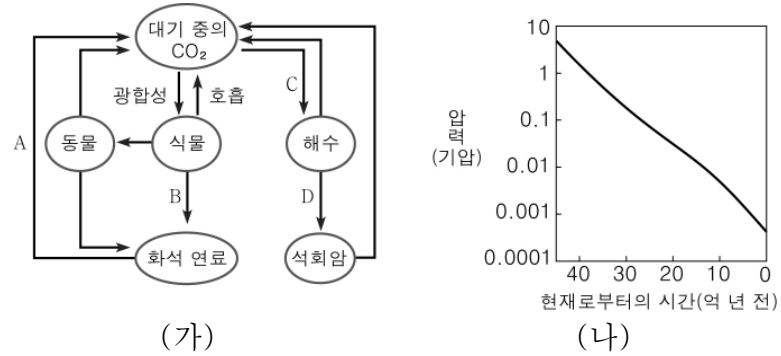 대기 중의
CO₂
광합성
호흡
C
A
동물
식물
해수
B
D
화석 연료
석회암
(가)
10
1
0.1
0.01
0.001
0.0001
압
력
(기압)
40 30 20 10 0
현재로부터의 시간(억 년 전)
(나)